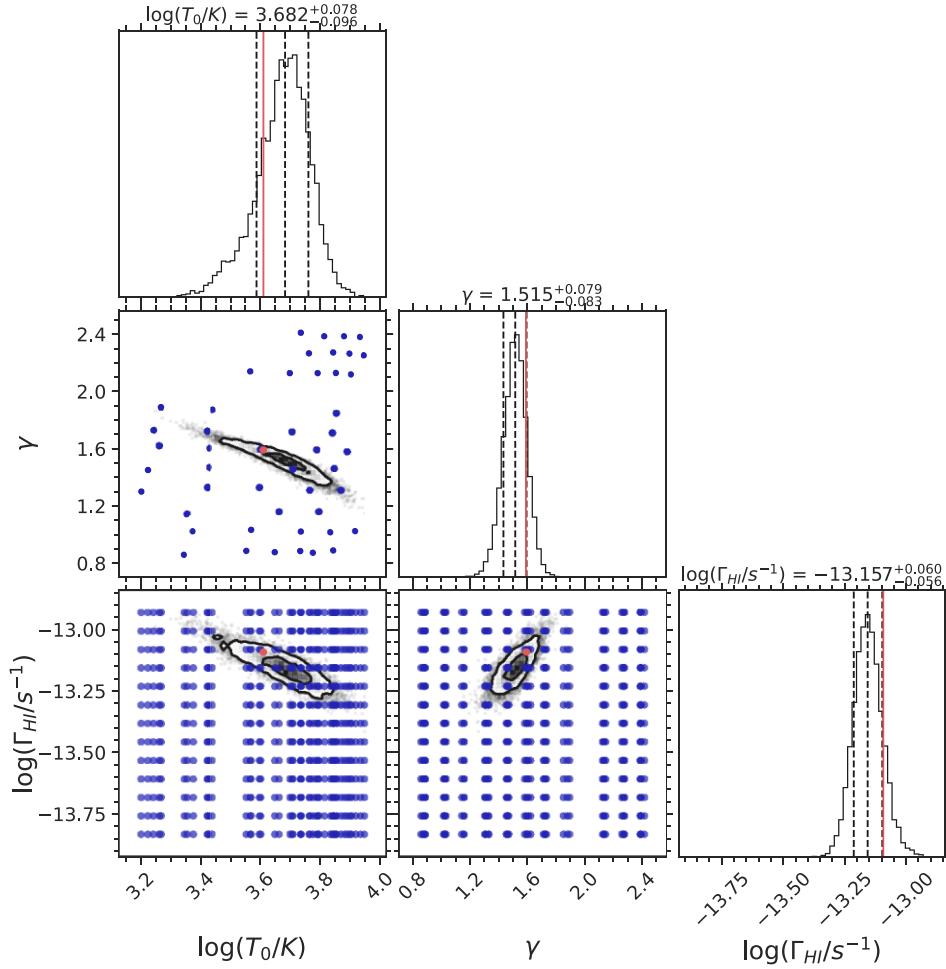 log(T₀/K) = 3.682 +0.078 −0.096
γ = 1.515 +0.079 −0.083
2.4
2.0
1.6
1.2
0.8
γ
log(Γ_HI/s⁻¹) = −13.157 +0.060 −0.056
−13.00
−13.25
−13.50
−13.75
log(Γ_HI/s⁻¹)
3.2 3.4 3.6 3.8 4.0
0.8 1.2 1.6 2.0 2.4
−13.75 −13.50 −13.25 −13.00
log(T₀/K) γ log(Γ_HI/s⁻¹)